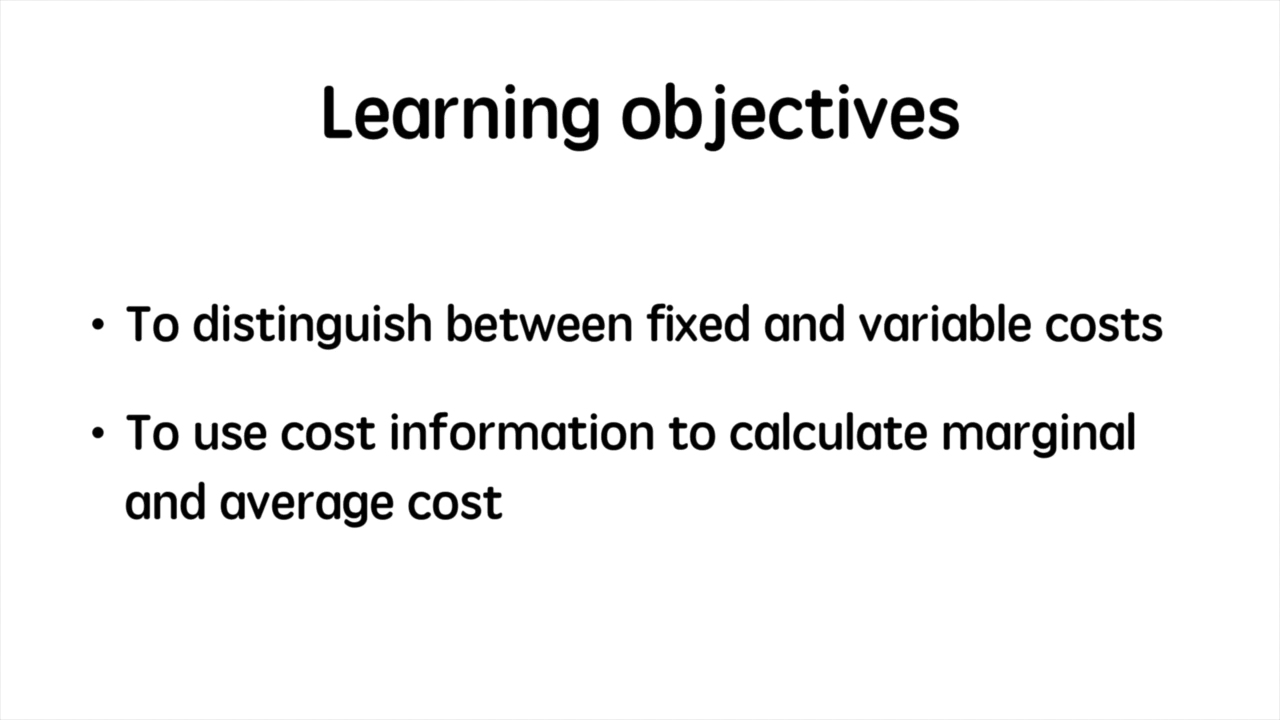 Learning objectives
• To distinguish between fixed and variable costs
• To use cost information to calculate marginal
and average cost